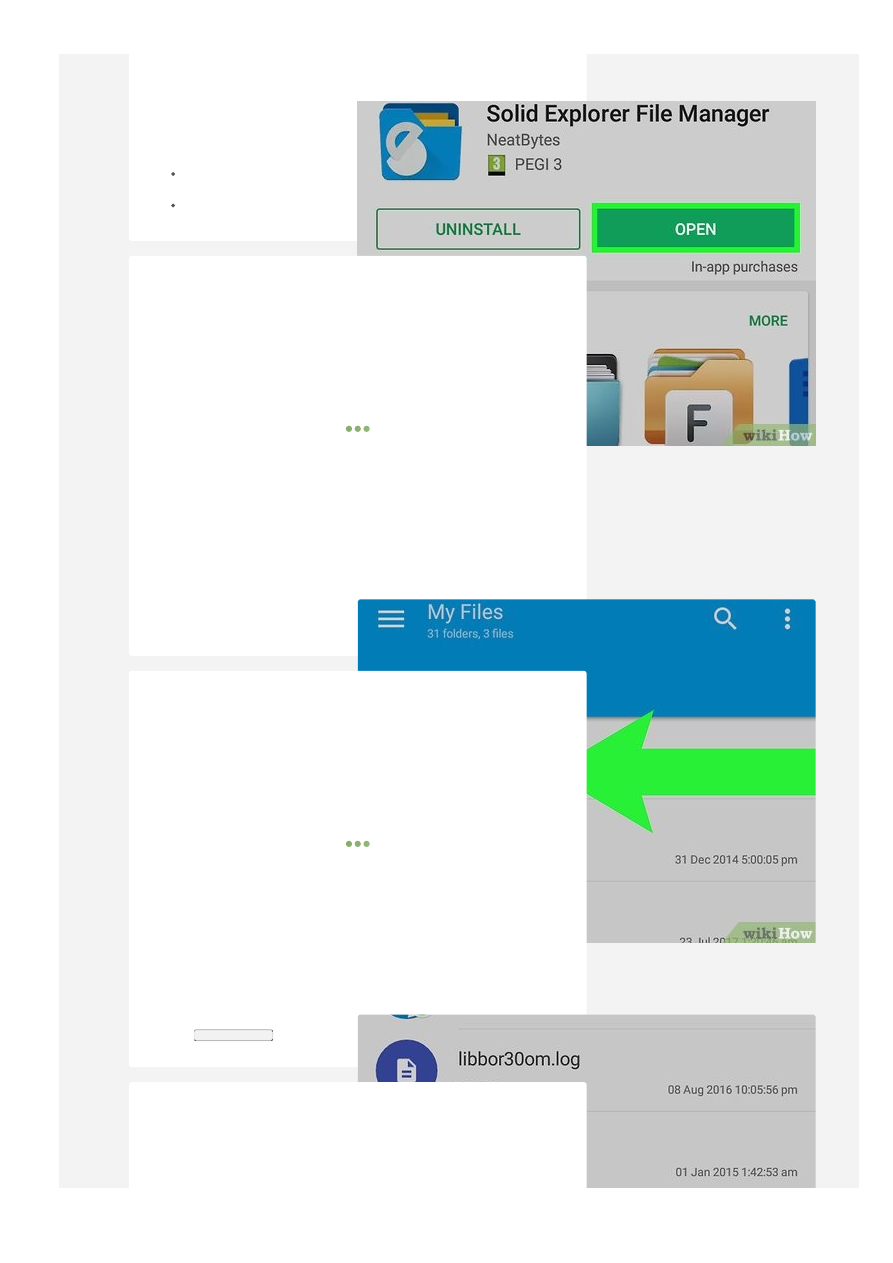 Solid Explorer File Manager
NeatBytes
3 PEGI 3
UNINSTALL
OPEN
In-app purchases
MORE
F
wikiHow
My Files
31 folders, 3 files
31 Dec 2014 5:00:05 pm
23 Jul
wikiHow
libbor30om.log
08 Aug 2016 10:05:56 pm
01 Jan 2015 1:42:53 am